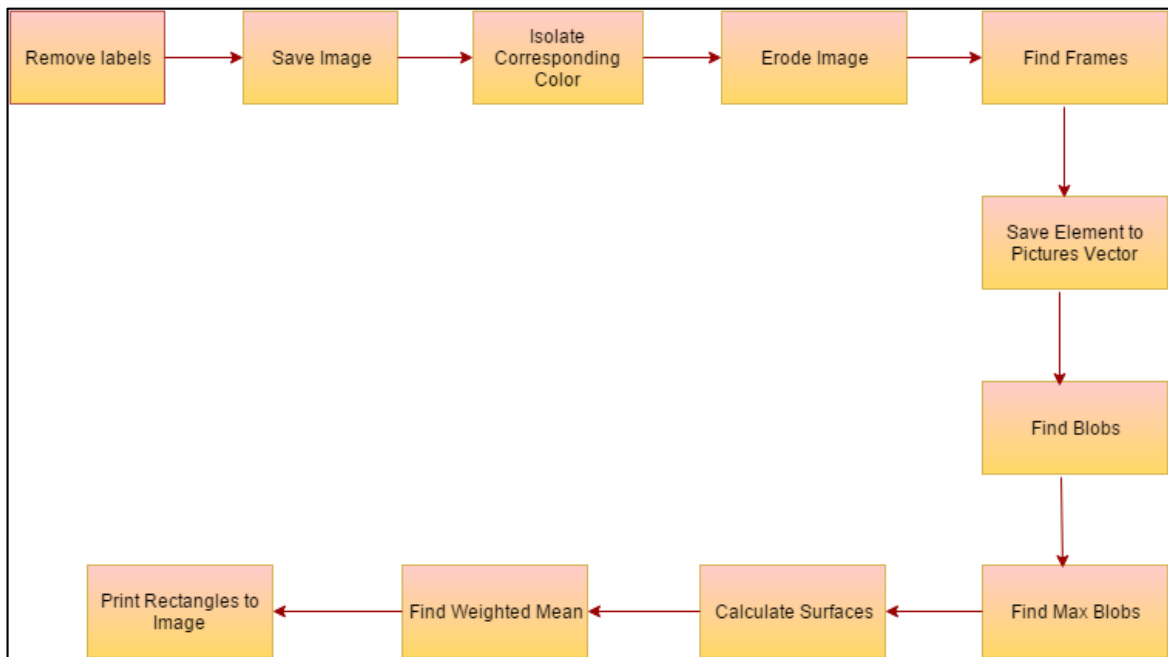 Remove labels
Save Image
Isolate
Corresponding
Color
Erode Image
Find Frames
Save Element to
Pictures Vector
Find Blobs
Find Max Blobs
Calculate Surfaces
Find Weighted Mean
Print Rectangles to
Image